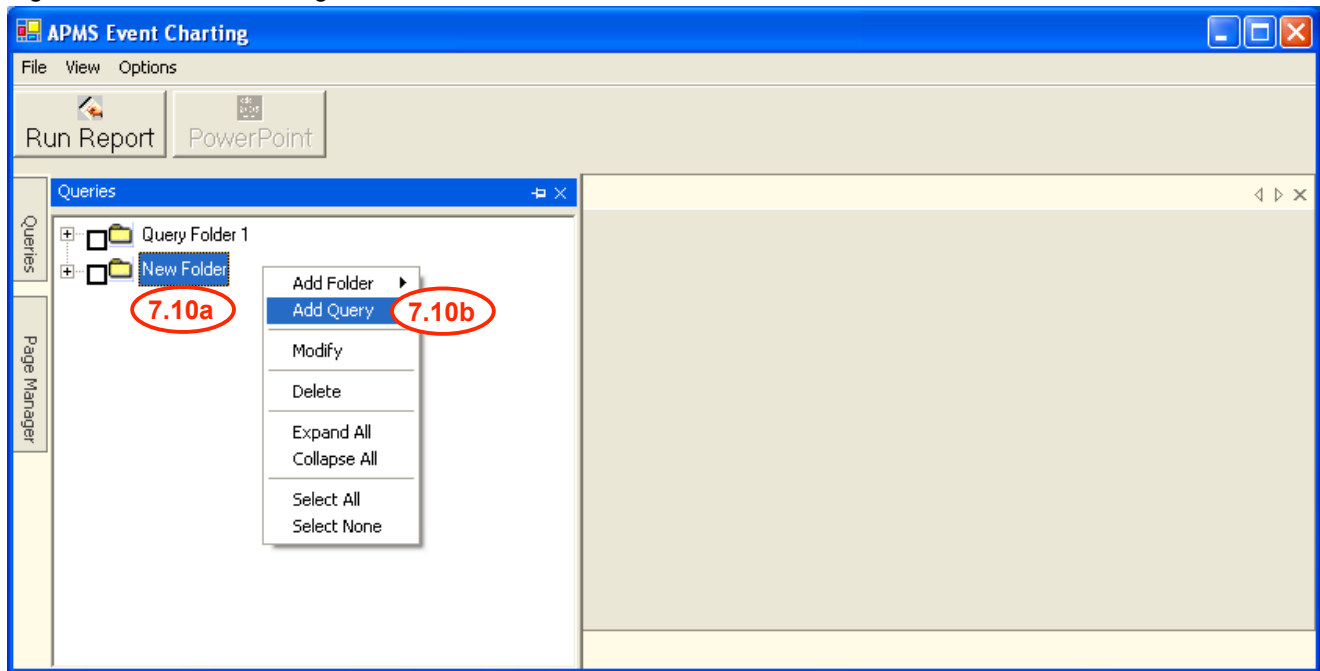 APMS Event Charting
File View Options
Run Report PowerPoint
Queries
Queries
Page Manager
Query Folder 1
New Folder
7.10a
Add Folder
Add Query
7.10b
Modify
Delete
Expand All
Collapse All
Select All
Select None